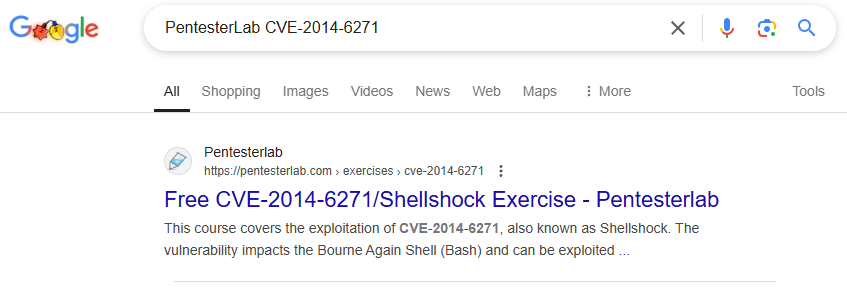 Google
PentesterLab CVE-2014-6271
All Shopping Images Videos News Web Maps More Tools
Pentesterlab
https://pentesterlab.com › exercises › cve-2014-6271
Free CVE-2014-6271/Shellshock Exercise - Pentesterlab
This course covers the exploitation of CVE-2014-6271, also known as Shellshock. The
vulnerability impacts the Bourne Again Shell (Bash) and can be exploited ...